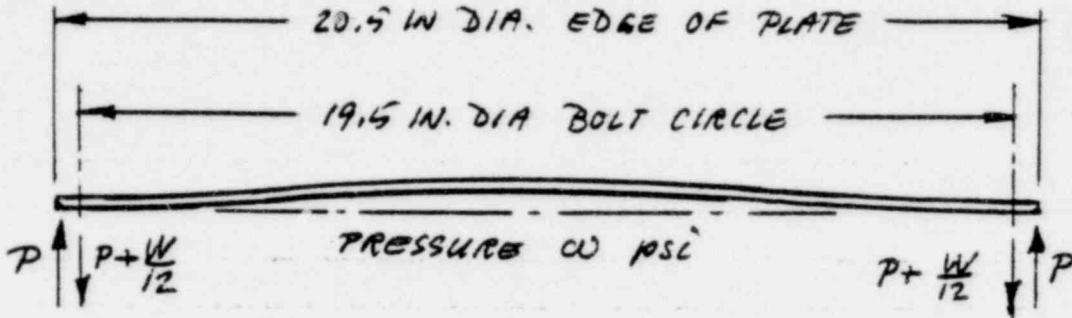 20.5 IN DIA. EDGE OF PLATE
19.5 IN. DIA BOLT CIRCLE
PRESSURE ω psi
P P+W/12 P+W/12 P